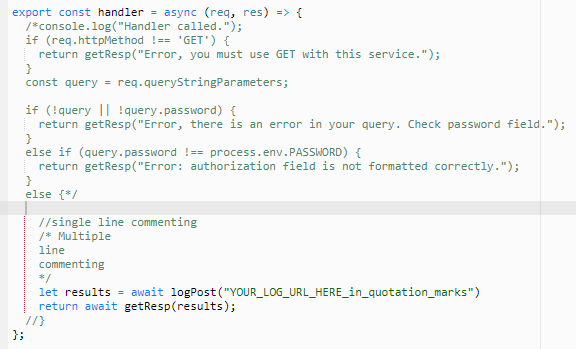 export const handler = async (req, res) => {
/*console.log("Handler called.");
if (req.httpMethod !== 'GET') {
return getResp("Error, you must use GET with this service.");
}
const query = req.queryStringParameters;
if (!query || !query.password) {
return getResp("Error, there is an error in your query. Check password field.");
}
else if (query.password !== process.env.PASSWORD) {
return getResp("Error: authorization field is not formatted correctly.");
}
else {*/
//single line commenting
/* Multiple
line
commenting
*/
let results = await logPost("YOUR_LOG_URL_HERE_in_quotation_marks")
return await getResp(results);
//}
};